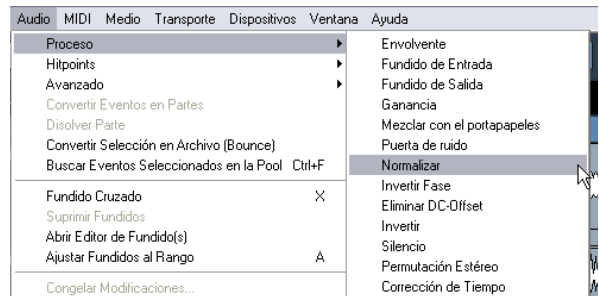 Audio MIDI Medio Transporte Dispositivos Ventana Ayuda
Proceso
Hitpoints
Avanzado
Convertir Eventos en Partes
Disolver Parte
Convertir Selección en Archivo (Bounce)
Buscar Eventos Seleccionados en la Pool Ctrl+F
Fundido Cruzado X
Suprimir Fundidos
Abrir Editor de Fundido(s)
Ajustar Fundidos al Rango A
Congelar Modificaciones...
Envolvente
Fundido de Entrada
Fundido de Salida
Ganancia
Mezclar con el portapapeles
Puerta de ruido
Normalizar
Invertir Fase
Eliminar DC-Offset
Invertir
Silencio
Permutación Estéreo
Corrección de Tiempo